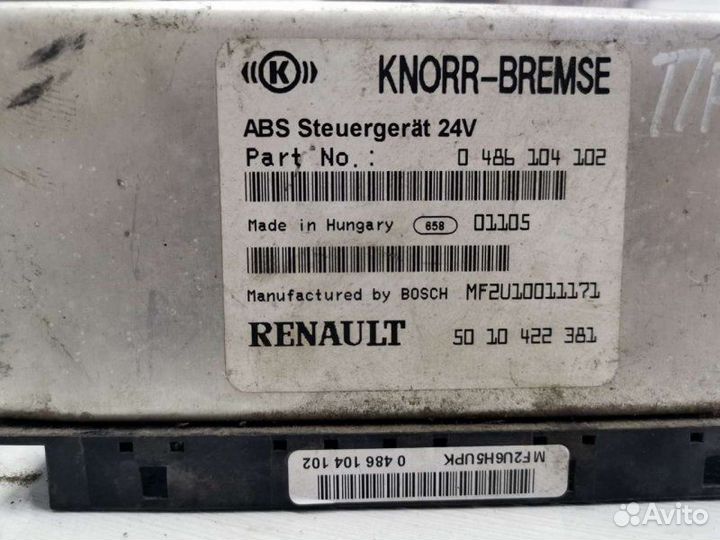 K KNORR-BREMSE
ABS Steuergerät 24V
Part No.: 0 486 104 102
Made in Hungary 658 01105
Manufactured by BOSCH MF2U10011171
RENAULT 50 10 422 381
MF2U6H5UPK 0 486 104 102
Avito